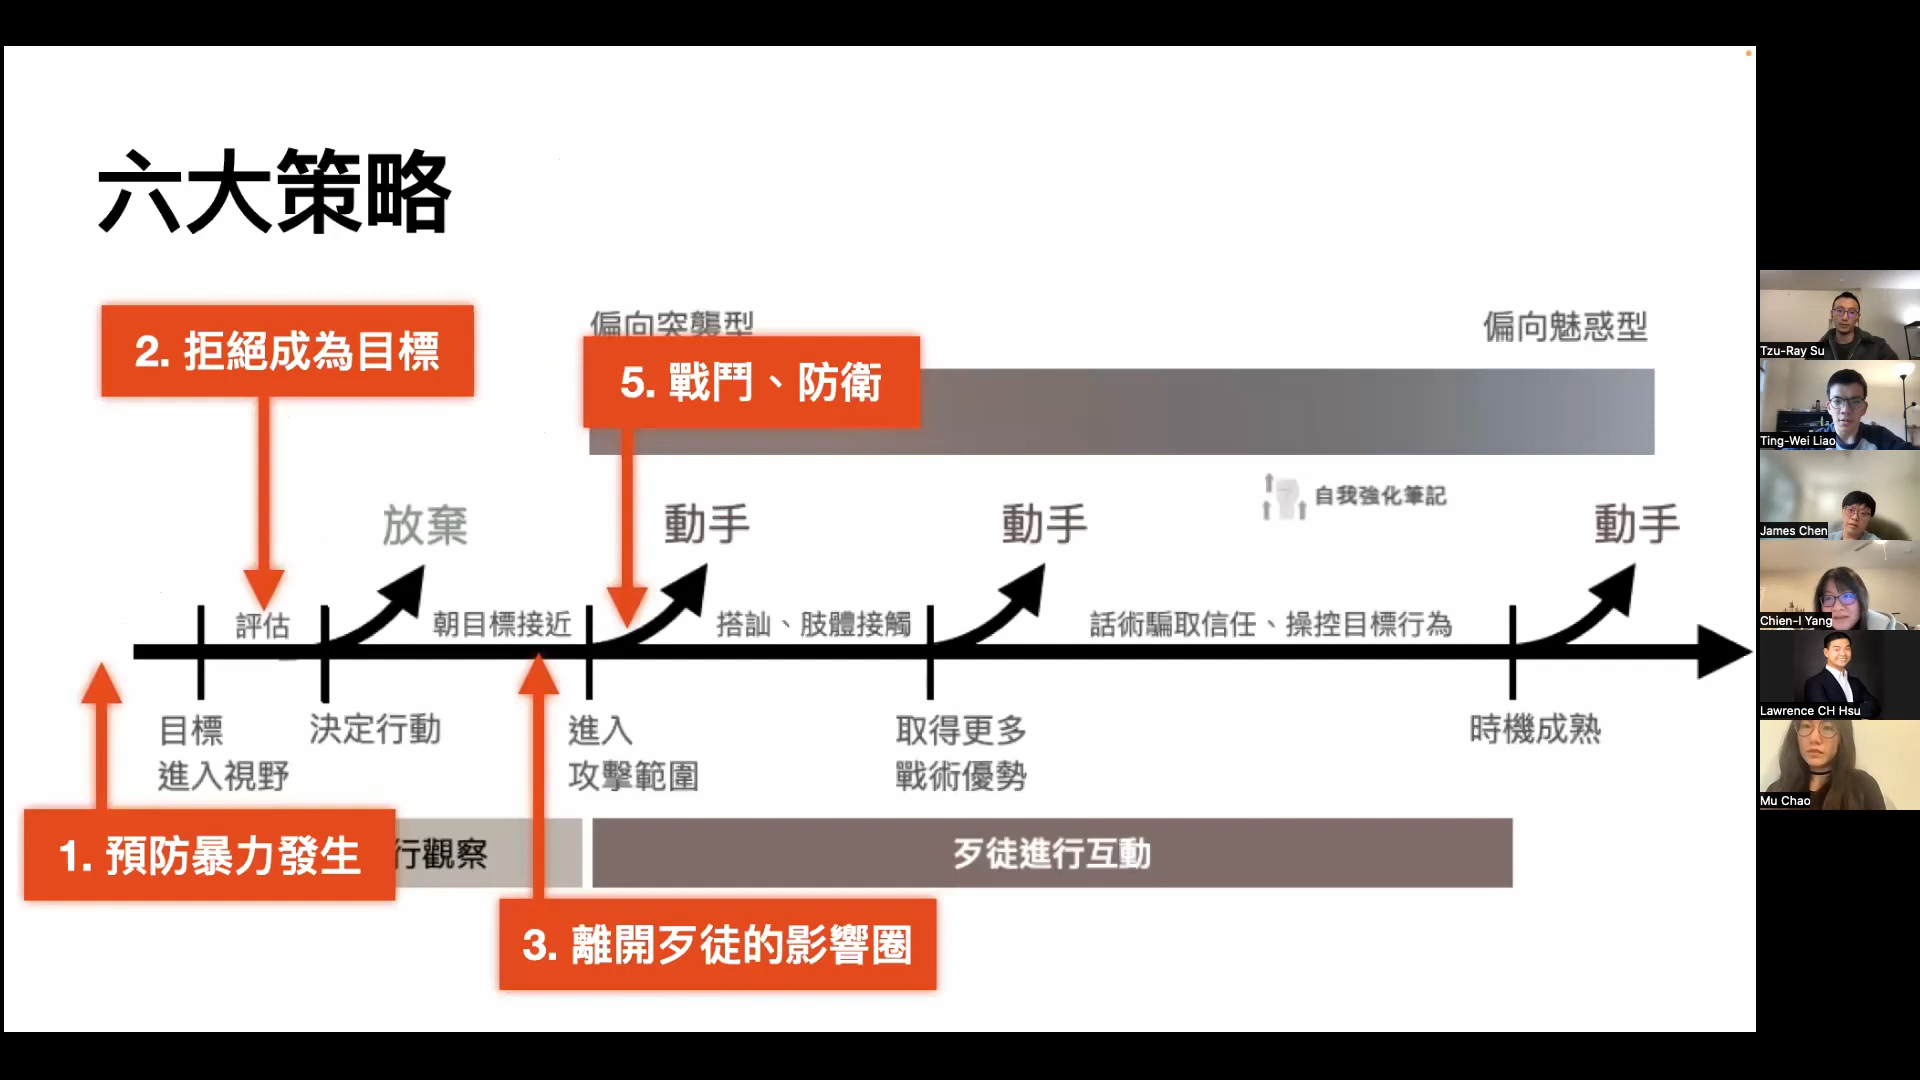 六大策略
2. 拒絕成為目標
偏向突襲型
偏向魅惑型
5. 戰鬥、防衛
自我強化筆記
放棄
動手
動手
動手
評估
朝目標接近
搭訕、肢體接觸
話術騙取信任、操控目標行為
目標
進入視野
決定行動
進入
攻擊範圍
取得更多
戰術優勢
時機成熟
1. 預防暴力發生
行觀察
歹徒進行互動
3. 離開歹徒的影響圈
Tzu-Ray Su
Ting-Wei Liao
James Chen
Chien-I Yang
Lawrence CH Hsu
Mu Chao